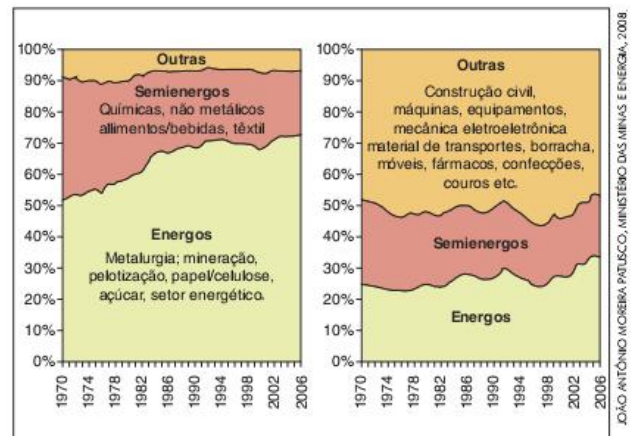 100%
90%
80%
70%
60%
50%
40%
30%
20%
10%
0%
Outras
Semienergos
Químicas, não metálicos
allimentos/bebidas, têxtil
Energos
Metalurgia; mineração,
pelotização, papel/celulose,
açúcar, setor energético.
1970
1974
1978
1982
1986
1990
1994
1998
2002
2006
100%
90%
80%
70%
60%
50%
40%
30%
20%
10%
0%
Outras
Construção civil,
máquinas, equipamentos,
mecânica eletroeletrônica
material de transportes, borracha,
móveis, fármacos, confecções,
couros etc.
Semienergos
Energos
1970
1974
1978
1982
1986
1990
1994
1998
2002
2006
JOÃO ANTÔNIO MOREIRA PATUSCO, MINISTÉRIO DAS MINAS E ENERGIA, 2008.